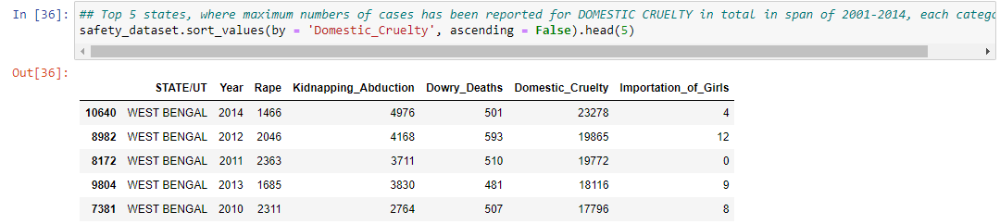 In [36]: ## Top 5 states, where maximum numbers of cases has been reported for DOMESTIC CRUELTY in total in span of 2001-2014, each catego
safety_dataset.sort_values(by = 'Domestic_Cruelty', ascending = False).head(5)
Out[36]:
STATE/UT Year Rape Kidnapping_Abduction Dowry_Deaths Domestic_Cruelty Importation_of_Girls
10640 WEST BENGAL 2014 1466 4976 501 23278 4
8982 WEST BENGAL 2012 2046 4168 593 19865 12
8172 WEST BENGAL 2011 2363 3711 510 19772 0
9804 WEST BENGAL 2013 1685 3830 481 18116 9
7381 WEST BENGAL 2010 2311 2764 507 17796 8